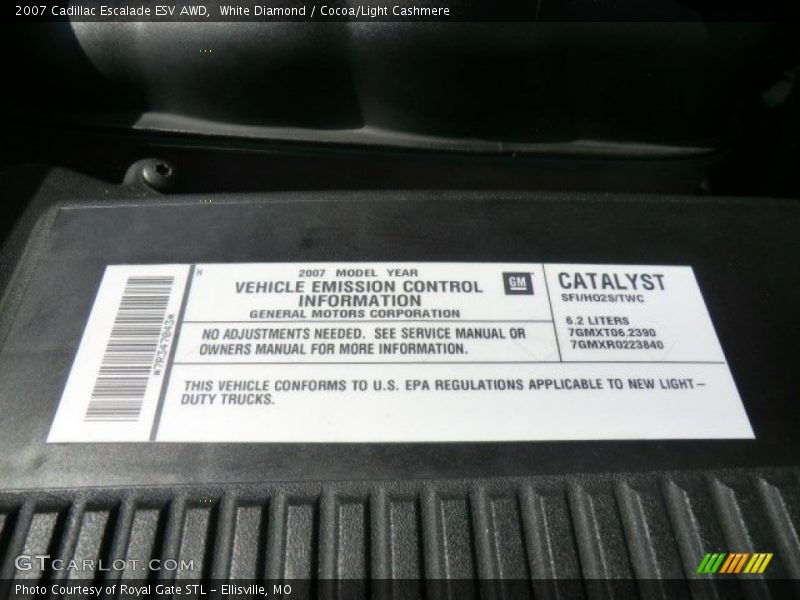 2007 Cadillac Escalade ESV AWD, White Diamond / Cocoa/Light Cashmere
*7R347043*
H
2007 MODEL YEAR
VEHICLE EMISSION CONTROL
INFORMATION
GENERAL MOTORS CORPORATION
GM
NO ADJUSTMENTS NEEDED. SEE SERVICE MANUAL OR
OWNERS MANUAL FOR MORE INFORMATION.
CATALYST
SFI/HO2S/TWC
6.2 LITERS
7GMXT06.2390
7GMXR0223840
THIS VEHICLE CONFORMS TO U.S. EPA REGULATIONS APPLICABLE TO NEW LIGHT-
DUTY TRUCKS.
GTCARLOT.COM
Photo Courtesy of Royal Gate STL - Ellisville, MO